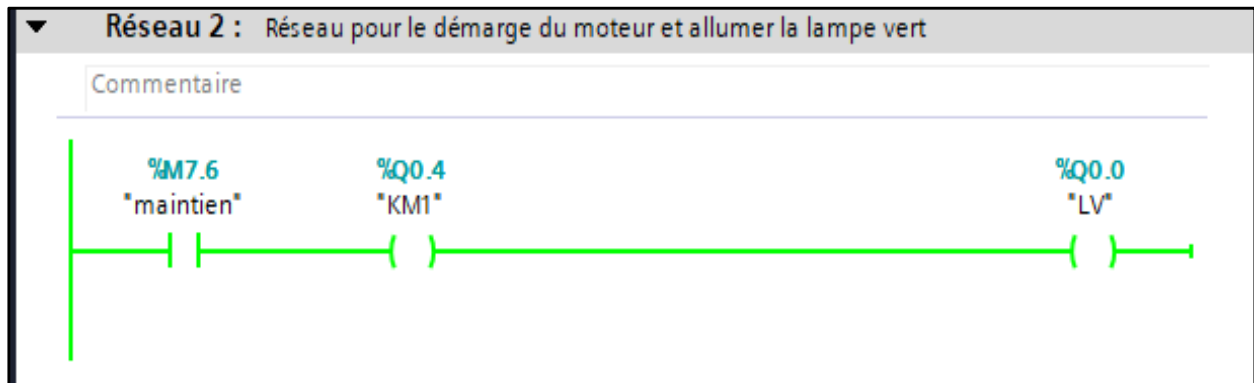 Réseau 2 : Réseau pour le démarge du moteur et allumer la lampe vert
Commentaire
%M7.6 %Q0.4 %Q0.0
"maintien" "KM1" "LV"